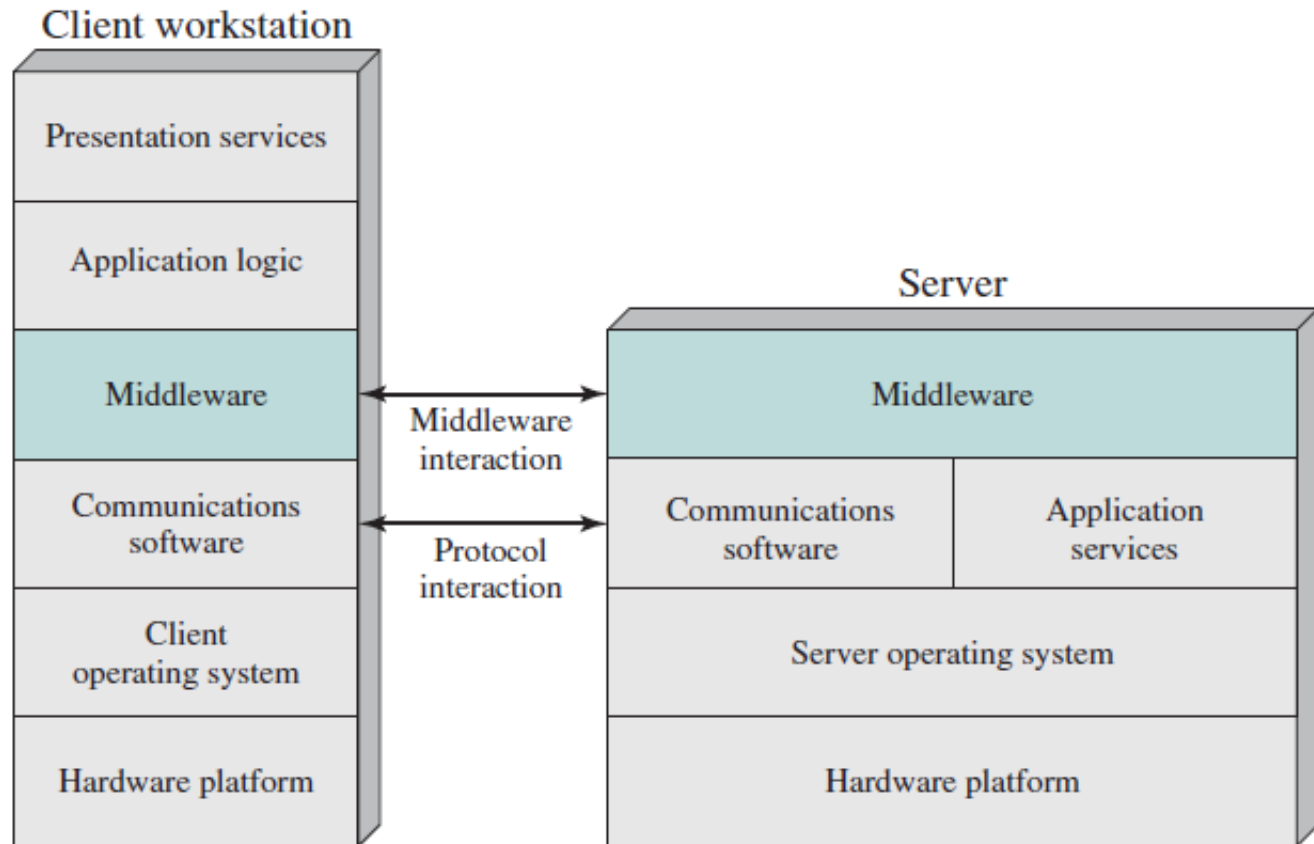 Client workstation
Presentation services
Application logic
Middleware
Communications
software
Client
operating system
Hardware platform
Middleware
interaction
Protocol
interaction
Server
Middleware
Communications
software
Application
services
Server operating system
Hardware platform